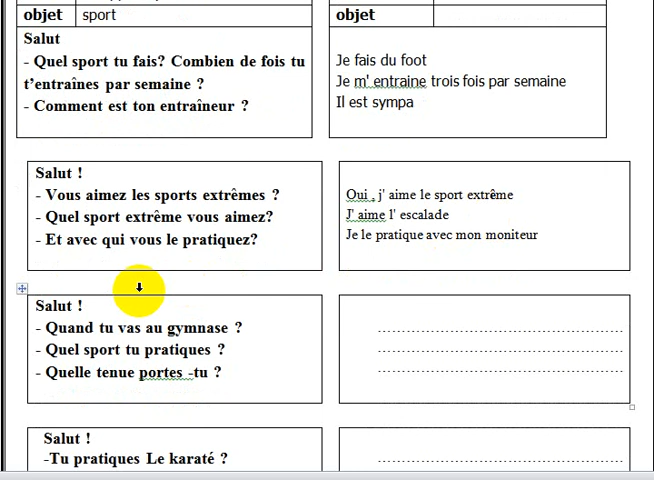 objet sport
Salut
- Quel sport tu fais? Combien de fois tu
t'entraînes par semaine ?
- Comment est ton entraîneur ?
objet
Je fais du foot
Je m' entraine trois fois par semaine
Il est sympa
Salut !
- Vous aimez les sports extrêmes ?
- Quel sport extrême vous aimez?
- Et avec qui vous le pratiquez?
Oui , j' aime le sport extrême
J' aime l' escalade
Je le pratique avec mon moniteur
Salut !
- Quand tu vas au gymnase ?
- Quel sport tu pratiques ?
- Quelle tenue portes -tu ?
Salut !
-Tu pratiques Le karaté ?